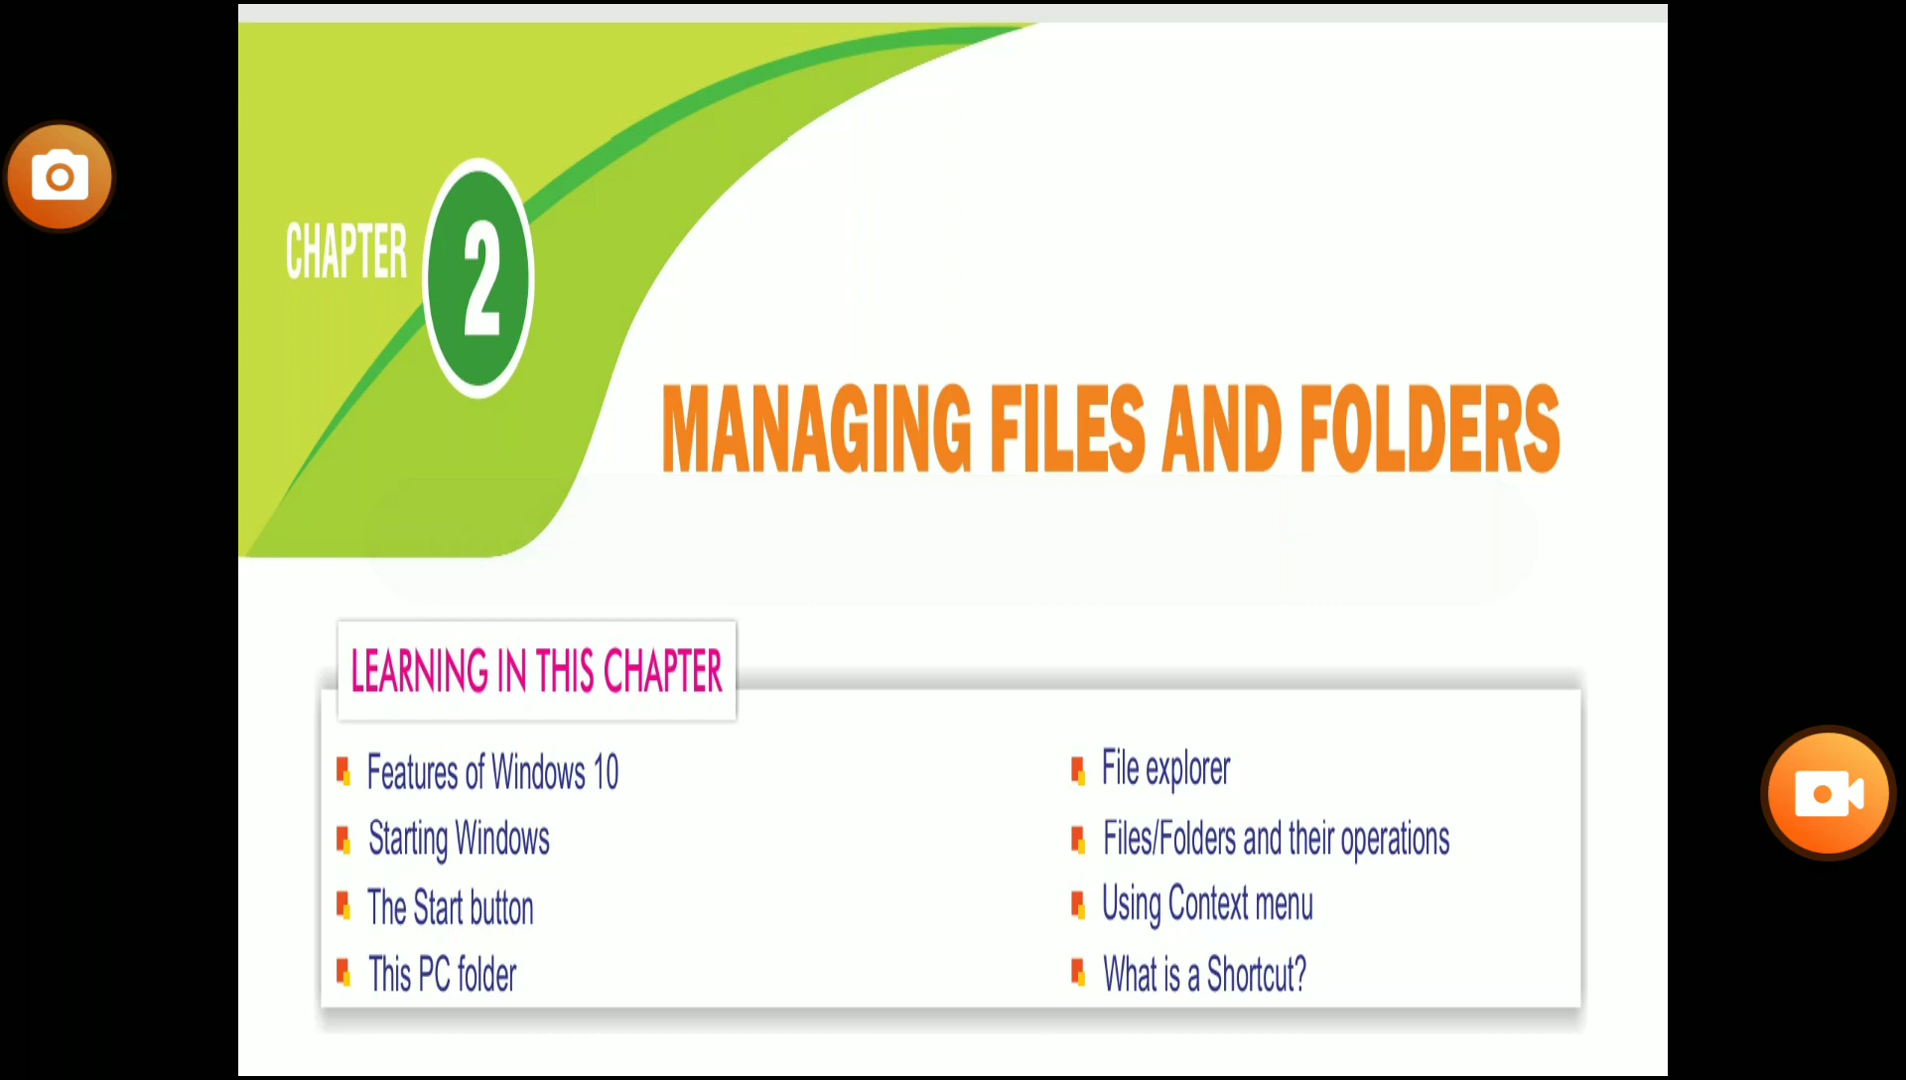 CHAPTER 2
MANAGING FILES AND FOLDERS
LEARNING IN THIS CHAPTER
Features of Windows 10
Starting Windows
The Start button
This PC folder
File explorer
Files/Folders and their operations
Using Context menu
What is a Shortcut?